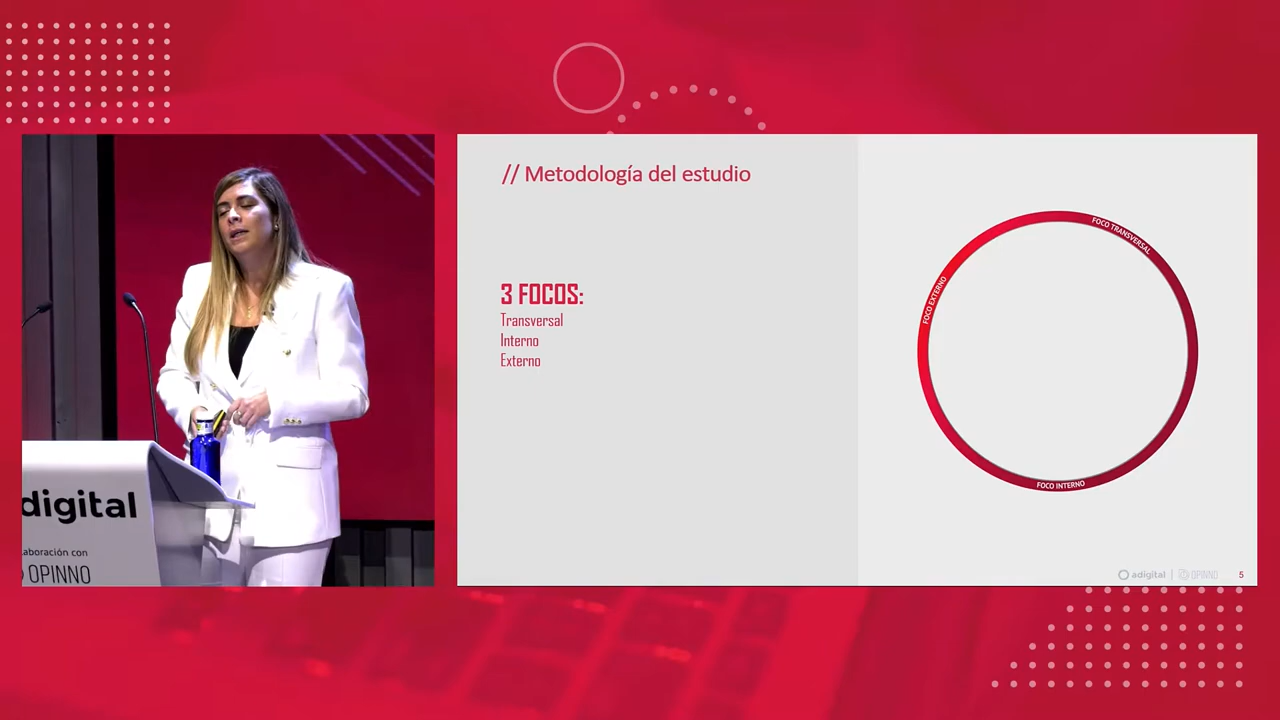 adigital
aboración con
OPINNO
// Metodología del estudio
3 FOCOS:
Transversal
Interno
Externo
FOCO TRANSVERSAL
FOCO EXTERNO
FOCO INTERNO
adigital | OPINNO
5